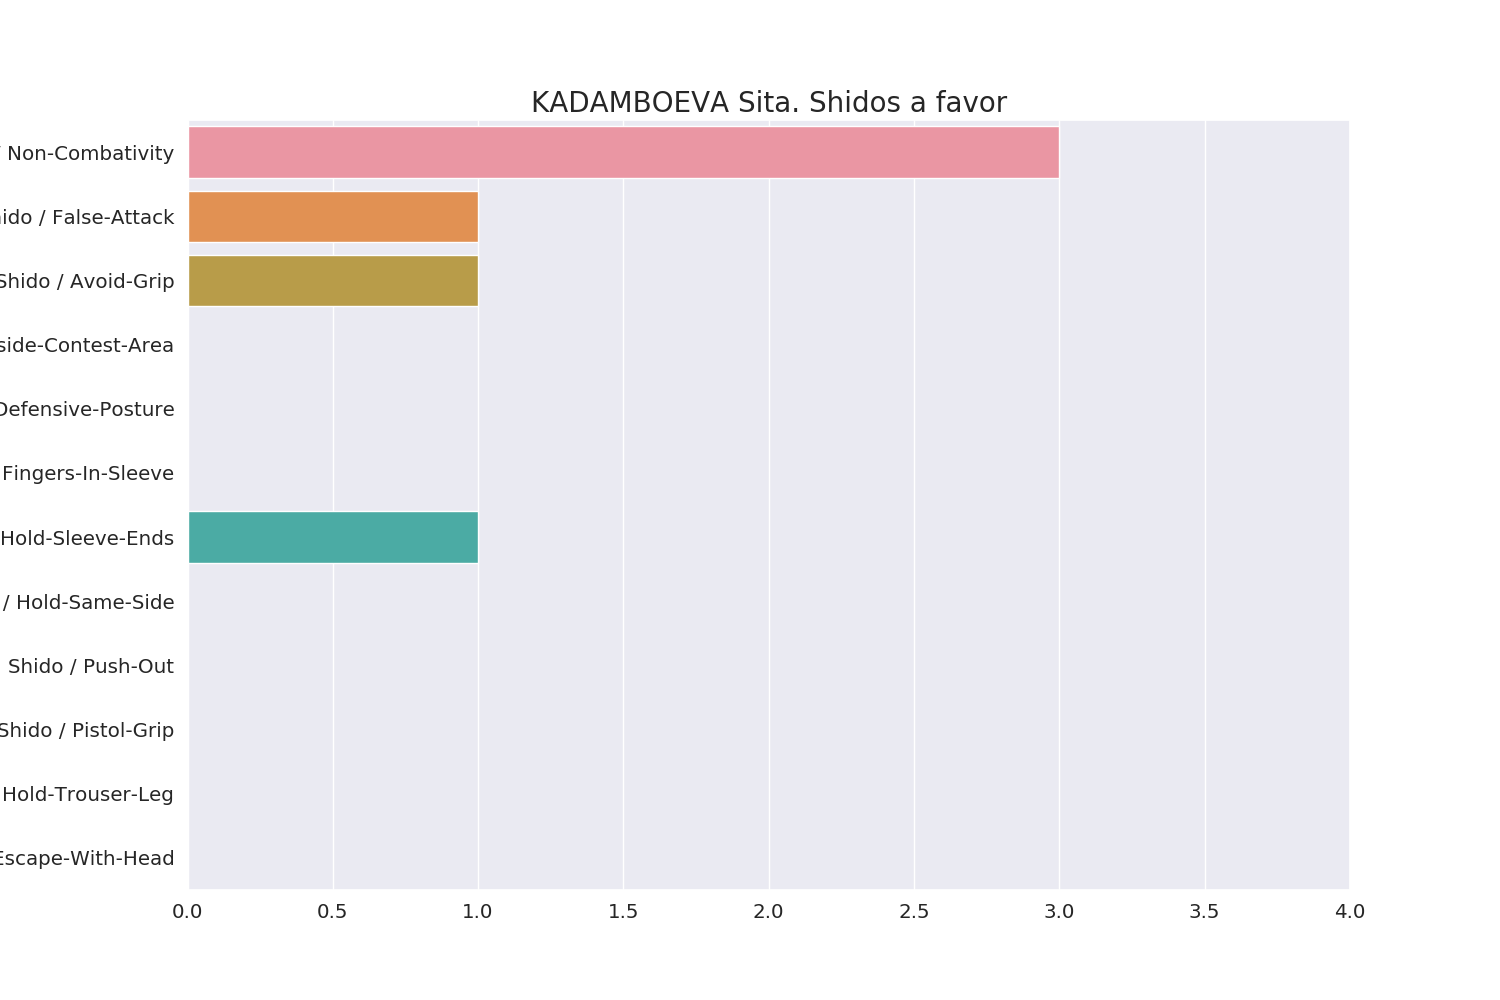 KADAMBOEVA Sita. Shidos a favor
/ Non-Combativity
ido / False-Attack
Shido / Avoid-Grip
side-Contest-Area
Defensive-Posture
Fingers-In-Sleeve
Hold-Sleeve-Ends
/ Hold-Same-Side
Shido / Push-Out
Shido / Pistol-Grip
Hold-Trouser-Leg
Escape-With-Head
0.0 0.5 1.0 1.5 2.0 2.5 3.0 3.5 4.0